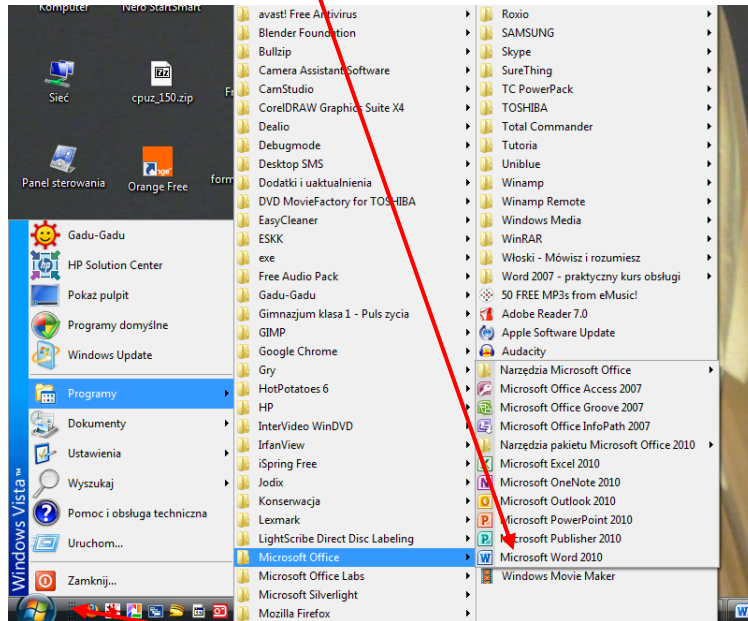 Komputer
Nero StartSmart
Sieć
cpuz_150.zip
Panel sterowania
Orange Free
form
Gadu-Gadu
HP Solution Center
Pokaż pulpit
Programy domyślne
Windows Update
Programy
Dokumenty
Ustawienia
Wyszukaj
Pomoc i obsługa techniczna
Uruchom...
Zamknij...
Windows Vista™
avast! Free Antivirus
Blender Foundation
Bullzip
Camera Assistant Software
CamStudio
CorelDRAW Graphics Suite X4
Dealio
Debugmode
Desktop SMS
Dodatki i uaktualnienia
DVD MovieFactory for TOSHIBA
EasyCleaner
ESKK
exe
Free Audio Pack
Gadu-Gadu
Gimnazjum klasa 1 - Puls zycia
GIMP
Google Chrome
Gry
HotPotatoes 6
HP
InterVideo WinDVD
IrfanView
iSpring Free
Jodix
Konserwacja
Lexmark
LightScribe Direct Disc Labeling
Microsoft Office
Microsoft Office Labs
Microsoft Silverlight
Mozilla Firefox
Roxio
SAMSUNG
Skype
SureThing
TC PowerPack
TOSHIBA
Total Commander
Tutoria
Uniblue
Winamp
Winamp Remote
Windows Media
WinRAR
Włoski - Mówisz i rozumiesz
Word 2007 - praktyczny kurs obsługi
50 FREE MP3s from eMusic!
Adobe Reader 7.0
Apple Software Update
Audacity
Narzędzia Microsoft Office
Microsoft Office Access 2007
Microsoft Office Groove 2007
Microsoft Office InfoPath 2007
Narzędzia pakietu Microsoft Office 2010
Microsoft Excel 2010
Microsoft OneNote 2010
Microsoft Outlook 2010
Microsoft PowerPoint 2010
Microsoft Publisher 2010
Microsoft Word 2010
Windows Movie Maker